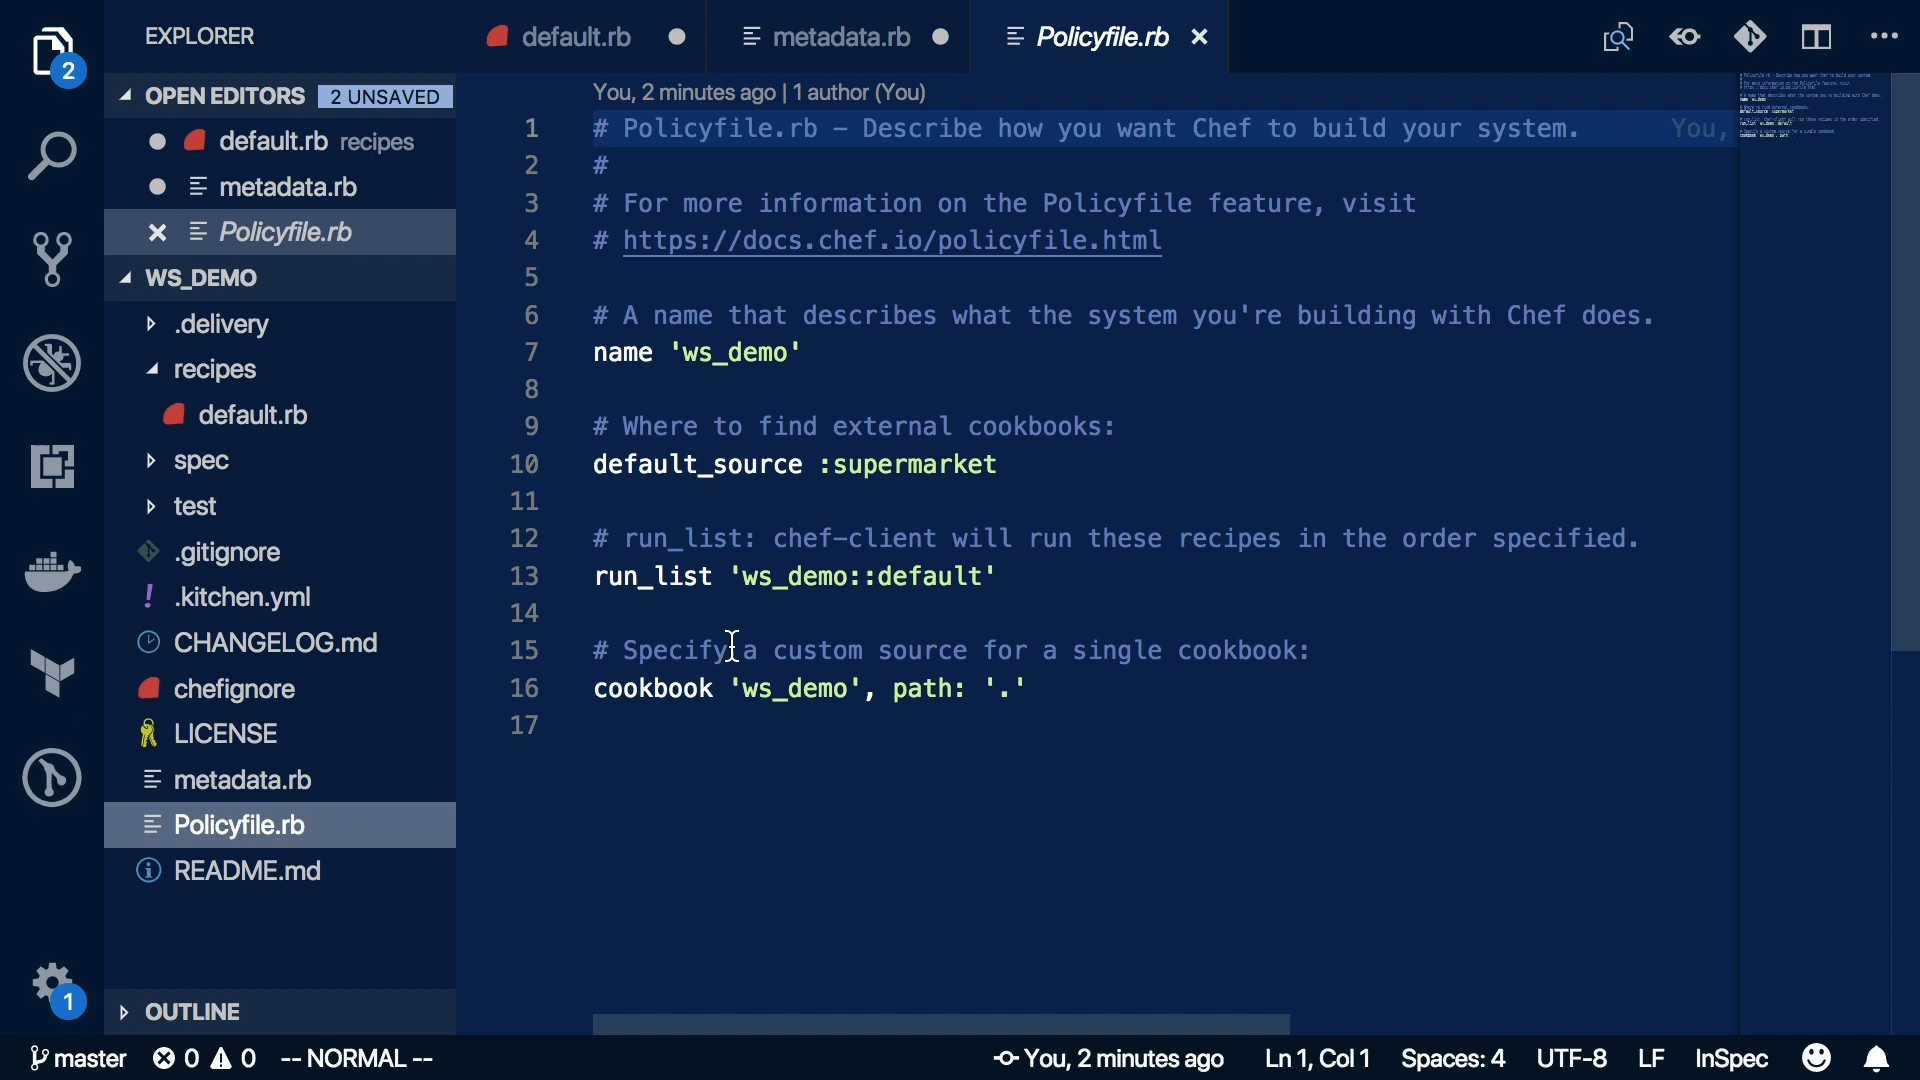 EXPLORER
default.rb
metadata.rb
Policyfile.rb
2
OPEN EDITORS 2 UNSAVED
default.rb recipes
metadata.rb
Policyfile.rb
WS_DEMO
.delivery
recipes
default.rb
spec
test
.gitignore
! .kitchen.yml
CHANGELOG.md
chefignore
LICENSE
metadata.rb
Policyfile.rb
README.md
1
OUTLINE
You, 2 minutes ago | 1 author (You)
1 # Policyfile.rb - Describe how you want Chef to build your system. You,
2 #
3 # For more information on the Policyfile feature, visit
4 # https://docs.chef.io/policyfile.html
5
6 # A name that describes what the system you're building with Chef does.
7 name 'ws_demo'
8
9 # Where to find external cookbooks:
10 default_source :supermarket
11
12 # run_list: chef-client will run these recipes in the order specified.
13 run_list 'ws_demo::default'
14
15 # Specify a custom source for a single cookbook:
16 cookbook 'ws_demo', path: '.'
17
master 0 0 -- NORMAL -- You, 2 minutes ago Ln 1, Col 1 Spaces: 4 UTF-8 LF InSpec